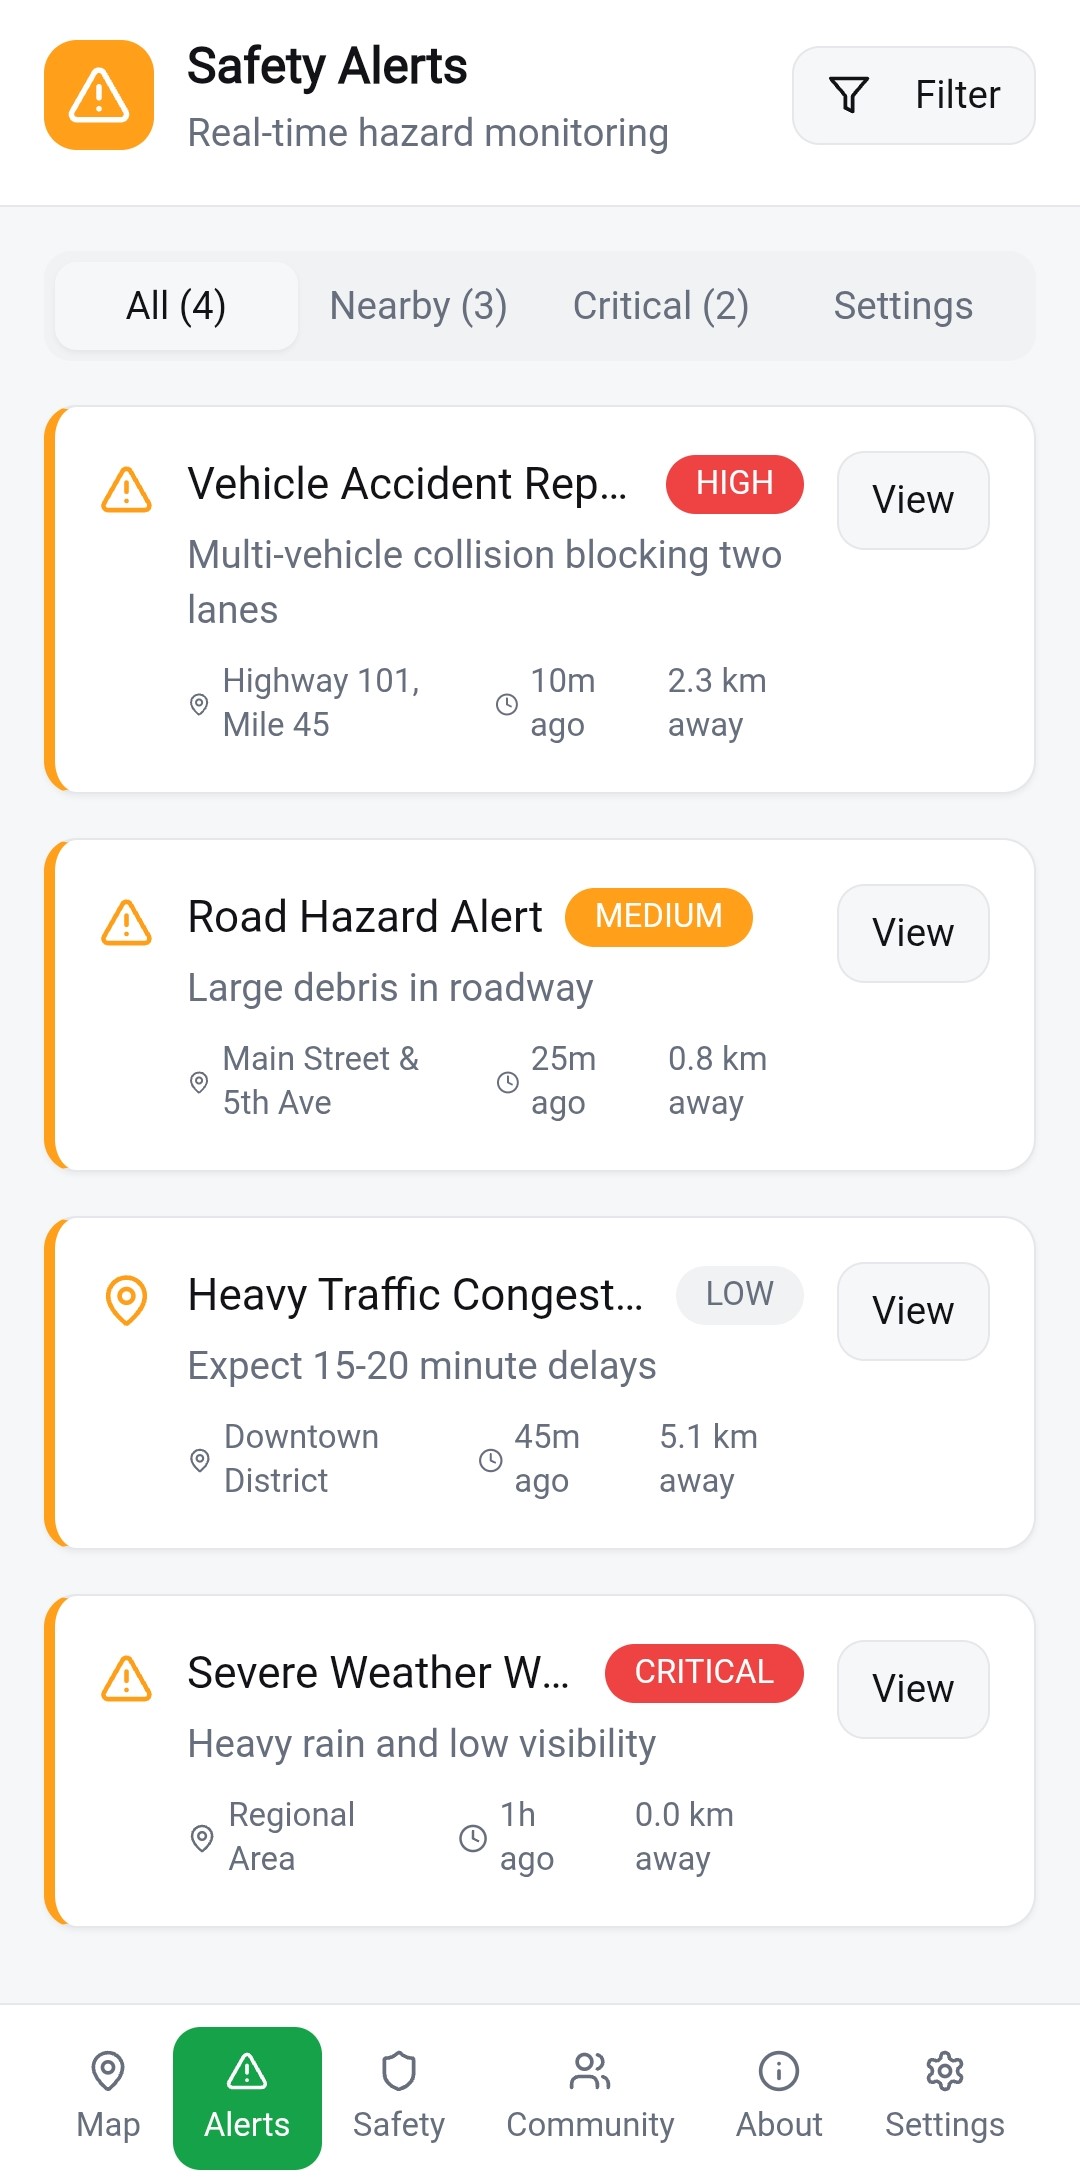 Safety Alerts
Real-time hazard monitoring
Filter
All (4)
Nearby (3)
Critical (2)
Settings
Vehicle Accident Rep...
HIGH
View
Multi-vehicle collision blocking two
lanes
Highway 101,
Mile 45
10m
ago
2.3 km
away
Road Hazard Alert
MEDIUM
View
Large debris in roadway
Main Street &
5th Ave
25m
ago
0.8 km
away
Heavy Traffic Congest...
LOW
View
Expect 15-20 minute delays
Downtown
District
45m
ago
5.1 km
away
Severe Weather W...
CRITICAL
View
Heavy rain and low visibility
Regional
Area
1h
ago
0.0 km
away
Map
Alerts
Safety
Community
About
Settings